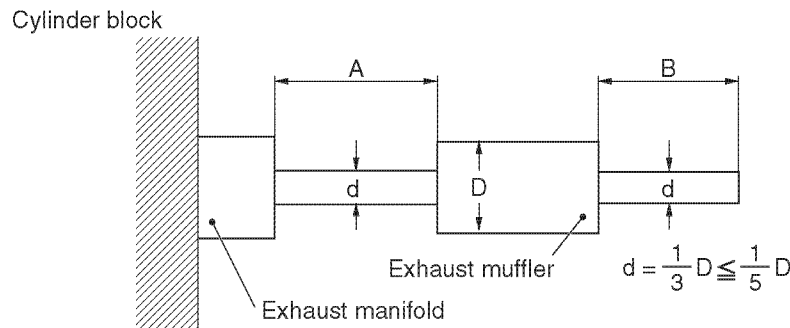 Cylinder block
A
B
d
D
d
Exhaust muffler
d = 1/3 D ≦ 1/5 D
Exhaust manifold